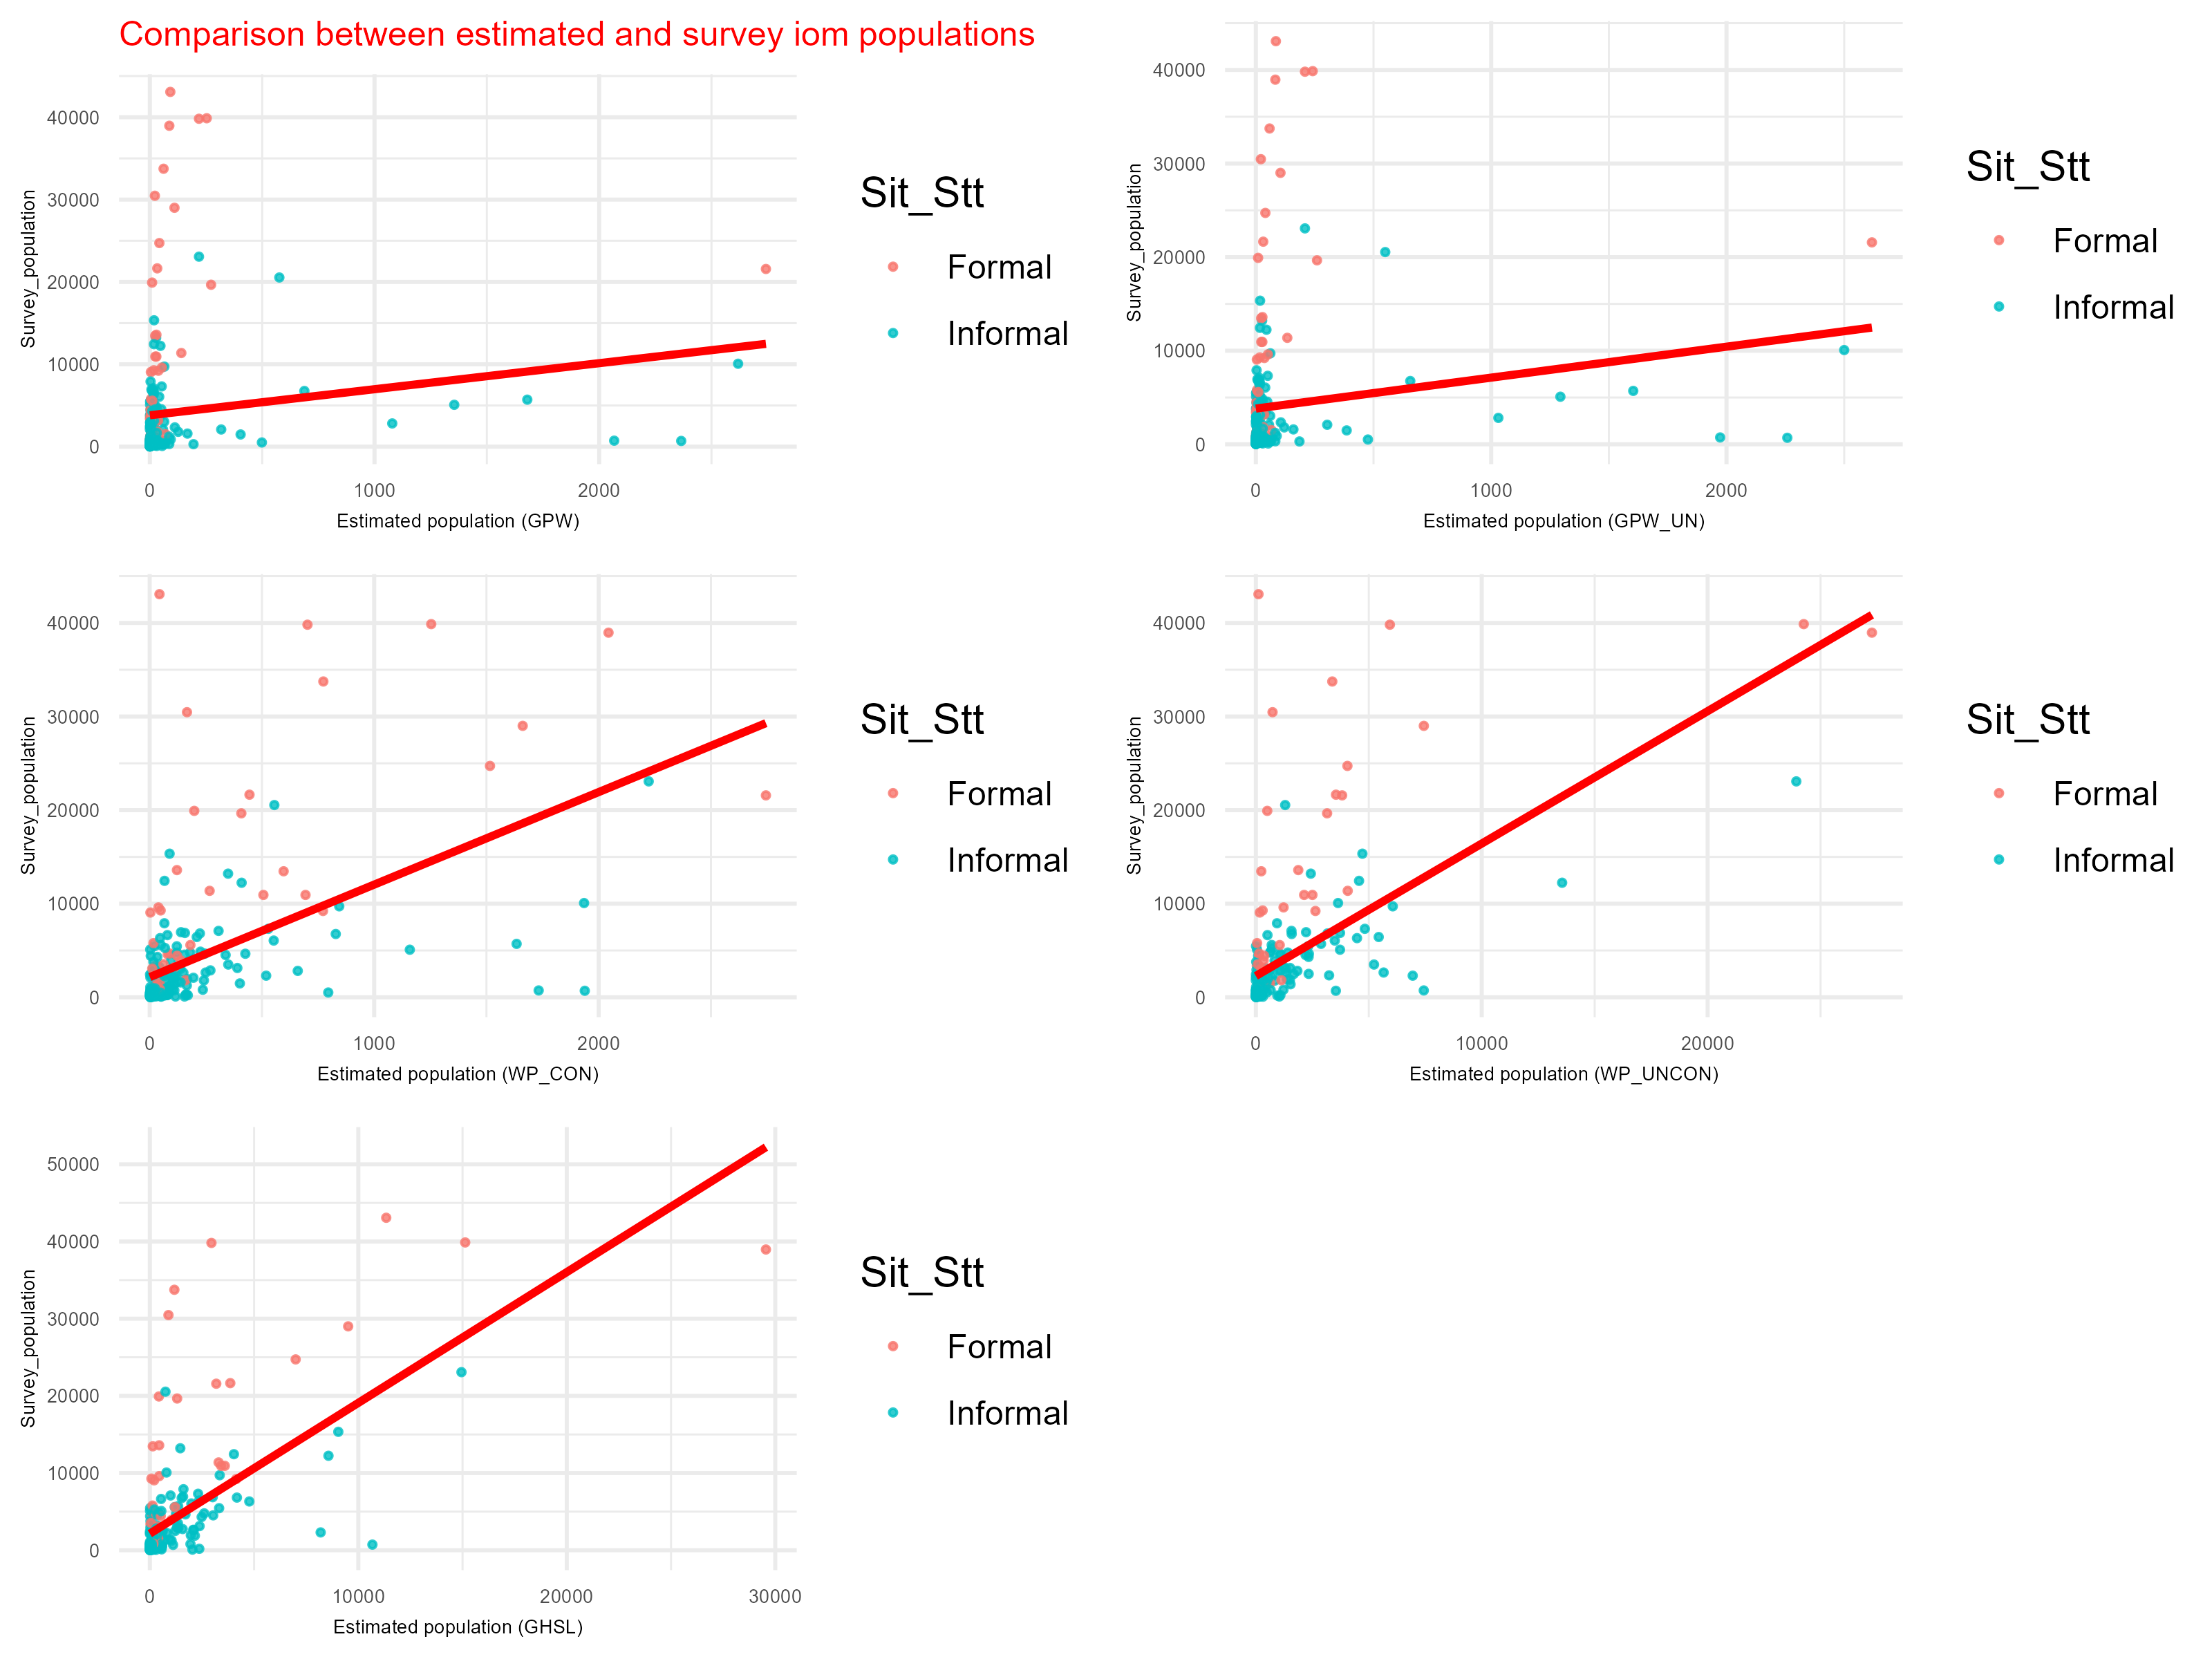 Comparison between estimated and survey iom populations
Survey_population
40000
30000
20000
10000
0
0 1000 2000
Estimated population (GPW)
Sit_Stt
Formal
Informal
Survey_population
40000
30000
20000
10000
0
0 1000 2000
Estimated population (GPW_UN)
Sit_Stt
Formal
Informal
Survey_population
40000
30000
20000
10000
0
0 1000 2000
Estimated population (WP_CON)
Sit_Stt
Formal
Informal
Survey_population
40000
30000
20000
10000
0
0 10000 20000
Estimated population (WP_UNCON)
Sit_Stt
Formal
Informal
Survey_population
50000
40000
30000
20000
10000
0
0 10000 20000 30000
Estimated population (GHSL)
Sit_Stt
Formal
Informal